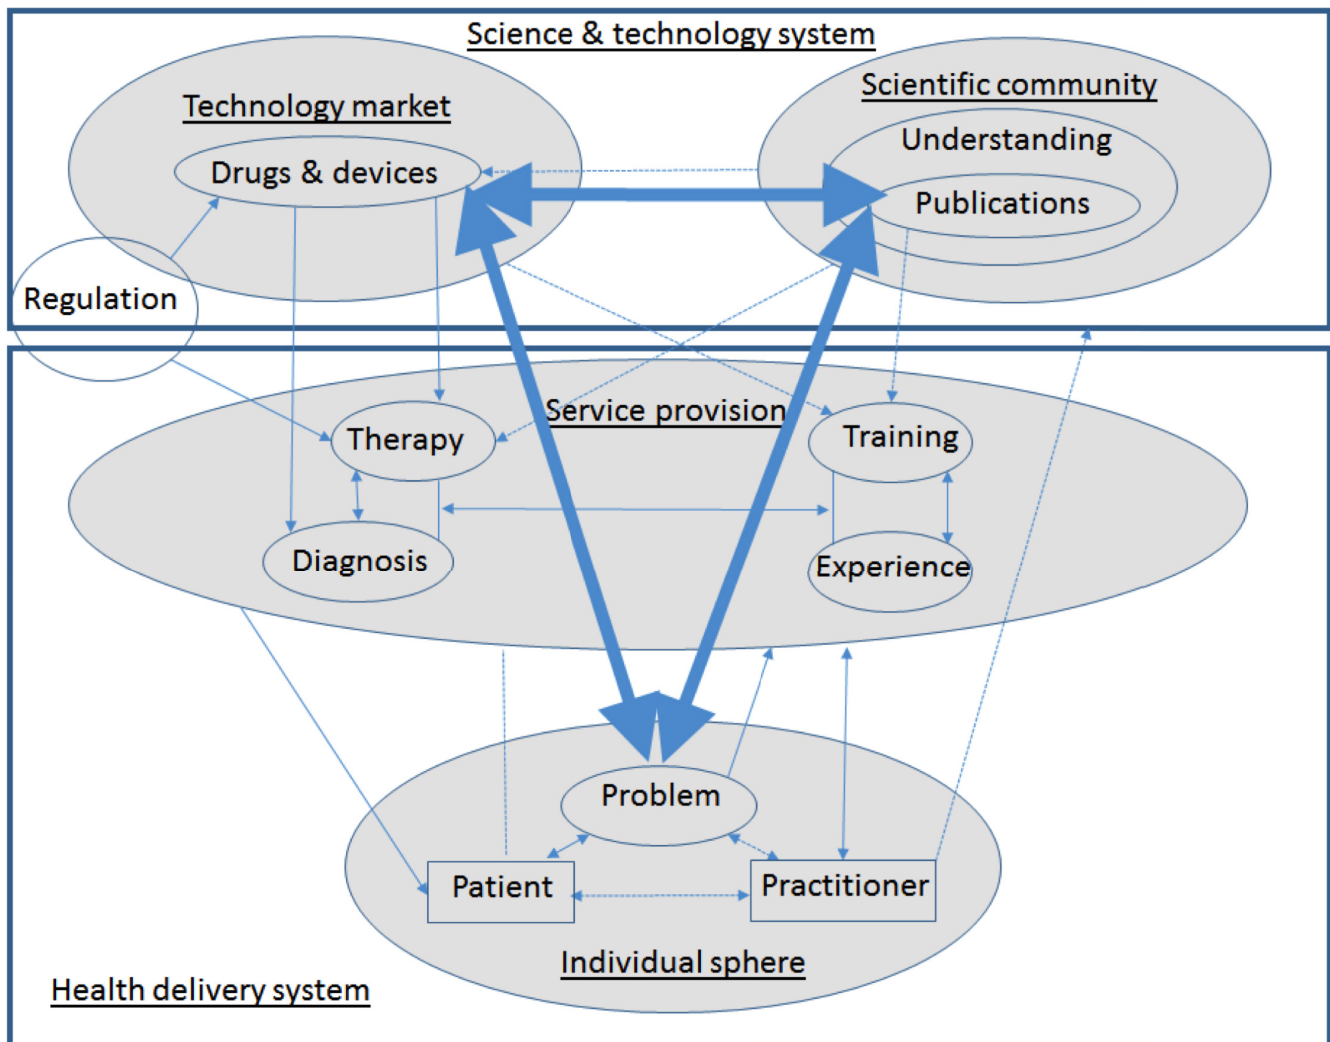 Science & technology system
Technology market
Scientific community
Understanding
Drugs & devices
Publications
Regulation
Service provision
Therapy
Training
Diagnosis
Experience
Problem
Patient
Practitioner
Individual sphere
Health delivery system